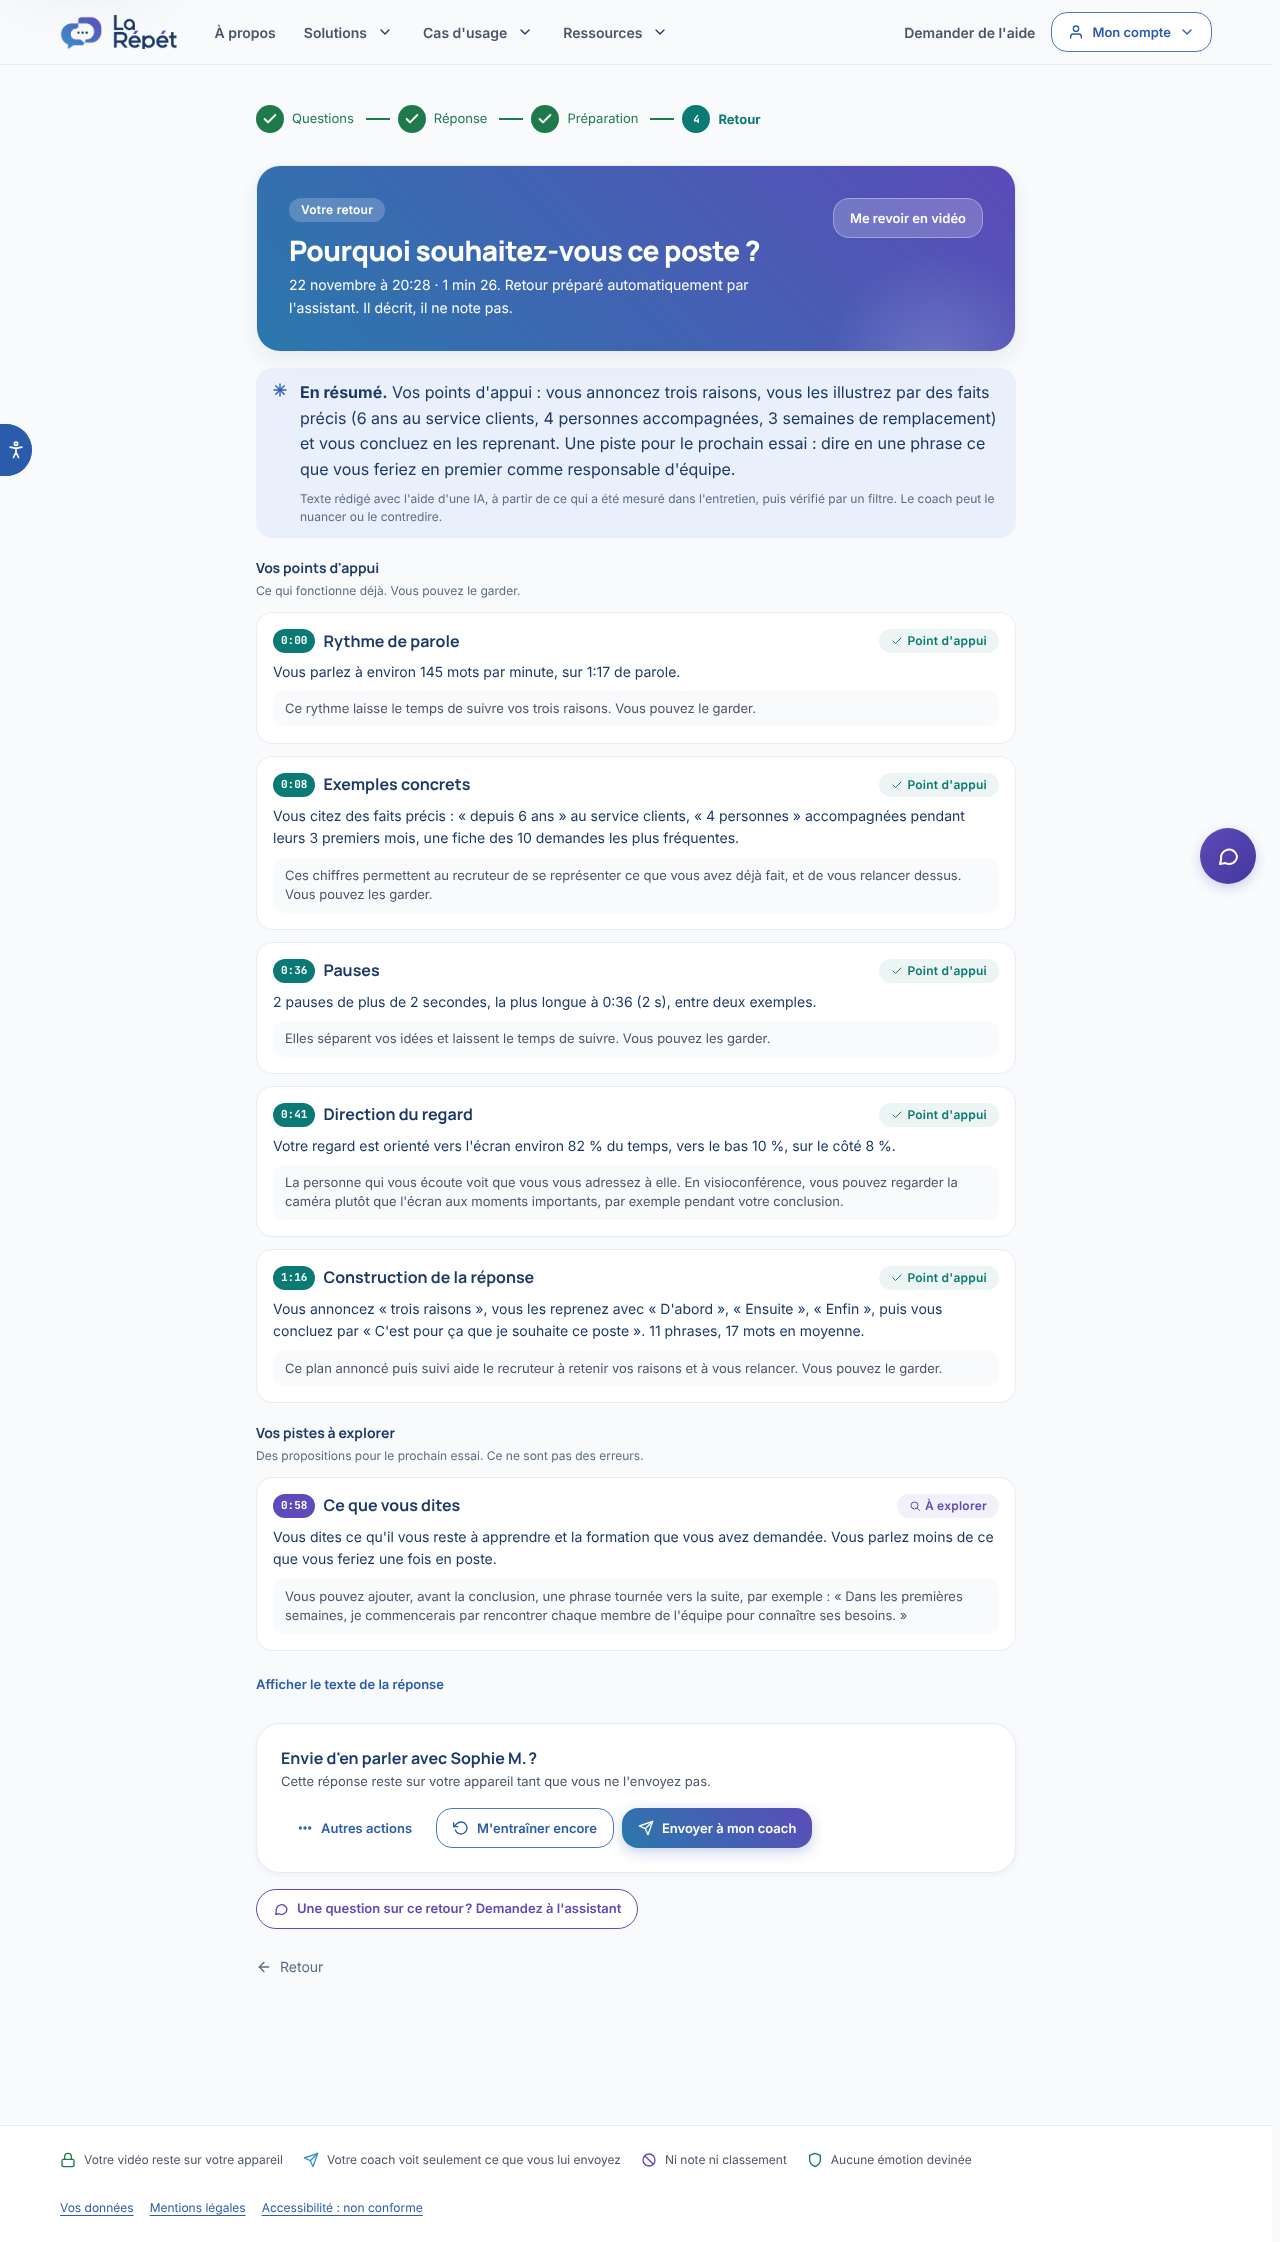 La Répét
À propos
Solutions
Cas d'usage
Ressources
Demander de l'aide
Mon compte
Questions
Réponse
Préparation
4
Retour
Votre retour
Me revoir en vidéo
Pourquoi souhaitez-vous ce poste ?
22 novembre à 20:28 · 1 min 26. Retour préparé automatiquement par
l'assistant. Il décrit, il ne note pas.
En résumé. Vos points d'appui : vous annoncez trois raisons, vous les illustrez par des faits
précis (6 ans au service clients, 4 personnes accompagnées, 3 semaines de remplacement)
et vous concluez en les reprenant. Une piste pour le prochain essai : dire en une phrase ce
que vous feriez en premier comme responsable d'équipe.
Texte rédigé avec l'aide d'une IA, à partir de ce qui a été mesuré dans l'entretien, puis vérifié par un filtre. Le coach peut le
nuancer ou le contredire.
Vos points d'appui
Ce qui fonctionne déjà. Vous pouvez le garder.
0:00 Rythme de parole
Point d'appui
Vous parlez à environ 145 mots par minute, sur 1:17 de parole.
Ce rythme laisse le temps de suivre vos trois raisons. Vous pouvez le garder.
0:08 Exemples concrets
Point d'appui
Vous citez des faits précis : « depuis 6 ans » au service clients, « 4 personnes » accompagnées pendant
leurs 3 premiers mois, une fiche des 10 demandes les plus fréquentes.
Ces chiffres permettent au recruteur de se représenter ce que vous avez déjà fait, et de vous relancer dessus.
Vous pouvez les garder.
0:36 Pauses
Point d'appui
2 pauses de plus de 2 secondes, la plus longue à 0:36 (2 s), entre deux exemples.
Elles séparent vos idées et laissent le temps de suivre. Vous pouvez les garder.
0:41 Direction du regard
Point d'appui
Votre regard est orienté vers l'écran environ 82 % du temps, vers le bas 10 %, sur le côté 8 %.
La personne qui vous écoute voit que vous vous adressez à elle. En visioconférence, vous pouvez regarder la
caméra plutôt que l'écran aux moments importants, par exemple pendant votre conclusion.
1:16 Construction de la réponse
Point d'appui
Vous annoncez « trois raisons », vous les reprenez avec « D'abord », « Ensuite », « Enfin », puis vous
concluez par « C'est pour ça que je souhaite ce poste ». 11 phrases, 17 mots en moyenne.
Ce plan annoncé puis suivi aide le recruteur à retenir vos raisons et à vous relancer. Vous pouvez le garder.
Vos pistes à explorer
Des propositions pour le prochain essai. Ce ne sont pas des erreurs.
0:58 Ce que vous dites
À explorer
Vous dites ce qu'il vous reste à apprendre et la formation que vous avez demandée. Vous parlez moins de ce
que vous feriez une fois en poste.
Vous pouvez ajouter, avant la conclusion, une phrase tournée vers la suite, par exemple : « Dans les premières
semaines, je commencerais par rencontrer chaque membre de l'équipe pour connaître ses besoins. »
Afficher le texte de la réponse
Envie d'en parler avec Sophie M. ?
Cette réponse reste sur votre appareil tant que vous ne l'envoyez pas.
Autres actions
M'entraîner encore
Envoyer à mon coach
Une question sur ce retour ? Demandez à l'assistant
Retour
Votre vidéo reste sur votre appareil
Votre coach voit seulement ce que vous lui envoyez
Ni note ni classement
Aucune émotion devinée
Vos données
Mentions légales
Accessibilité : non conforme